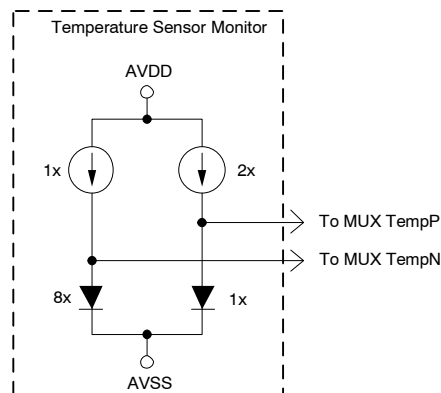 Temperature Sensor Monitor
AVDD
1x
2x
To MUX TempP
To MUX TempN
8x
1x
AVSS